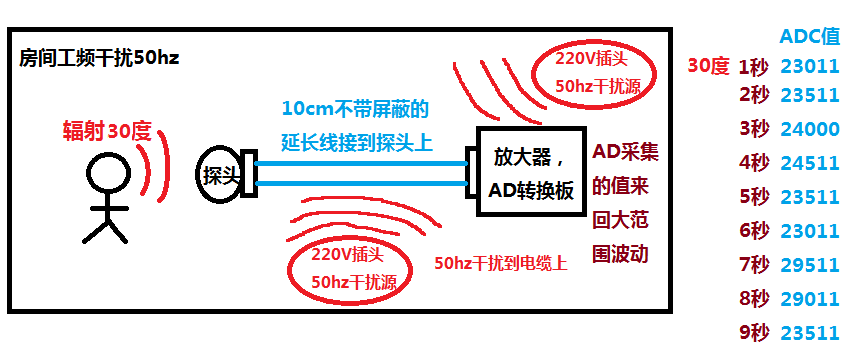 房间工频干扰50hz
辐射30度
探头
10cm不带屏蔽的
延长线接到探头上
220V插头
50hz干扰源
放大器，
AD转换板
AD采集
的值来
回大范
围波动
220V插头
50hz干扰源
50hz干扰到电缆上
ADC值
30度 1秒 23011
2秒 23511
3秒 24000
4秒 24511
5秒 23511
6秒 23011
7秒 29511
8秒 29011
9秒 23511